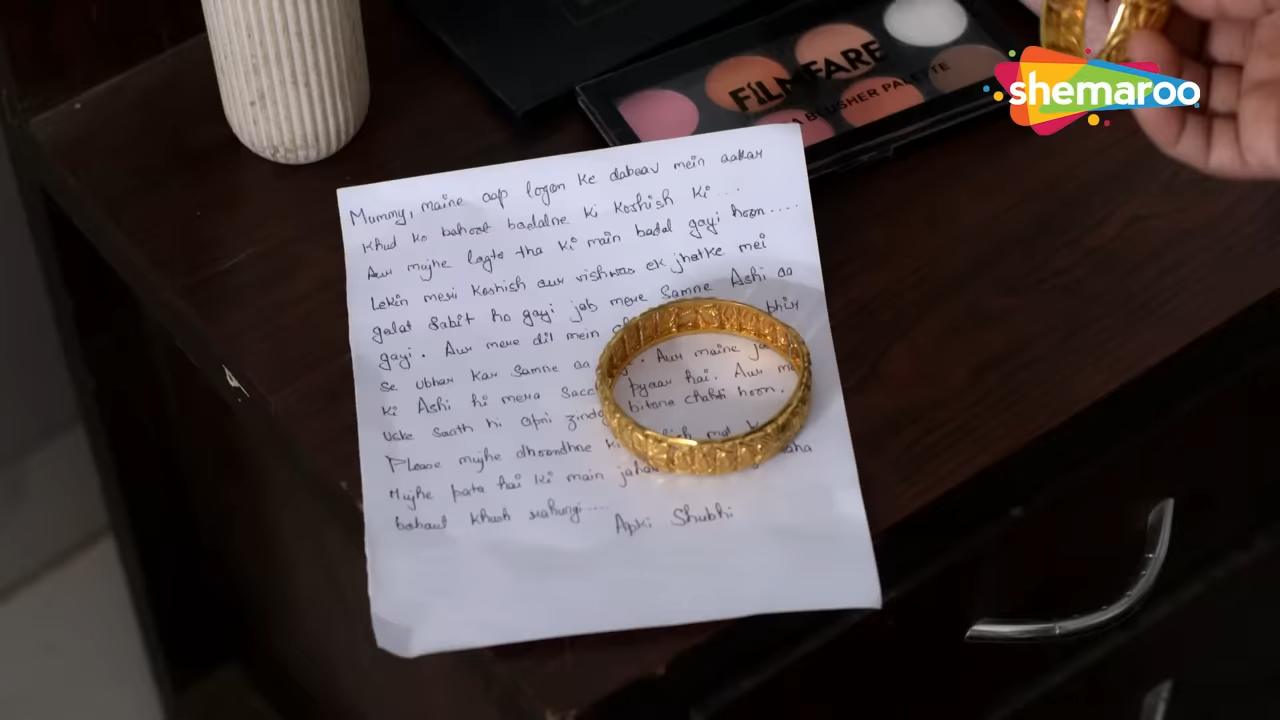 FILMFARE
BLUSHER PALETTE
shemaroo
Mummy, maine aap logon ke dabaav mein aakar
khud ko bahoot badalne ki koshish ki...
Aur mujhe lagta tha ki main badal gayi hoon....
Lekin meri koshish aur vishwas ek jhatke mei
galat sabit ho gayi jab mere samne Ashi aa
gayi. Aur mere dil mein bhir
se ubhar kar samne aa . Aur maine
ki Ashi hi mera pyaar hai. Aur
Uske saath hi apni bitana chahti hoon.
Please mujhe dhoondhne mat
Mujhe pata hai ki main
bahaut khush rahungi....
Apki Shubhi